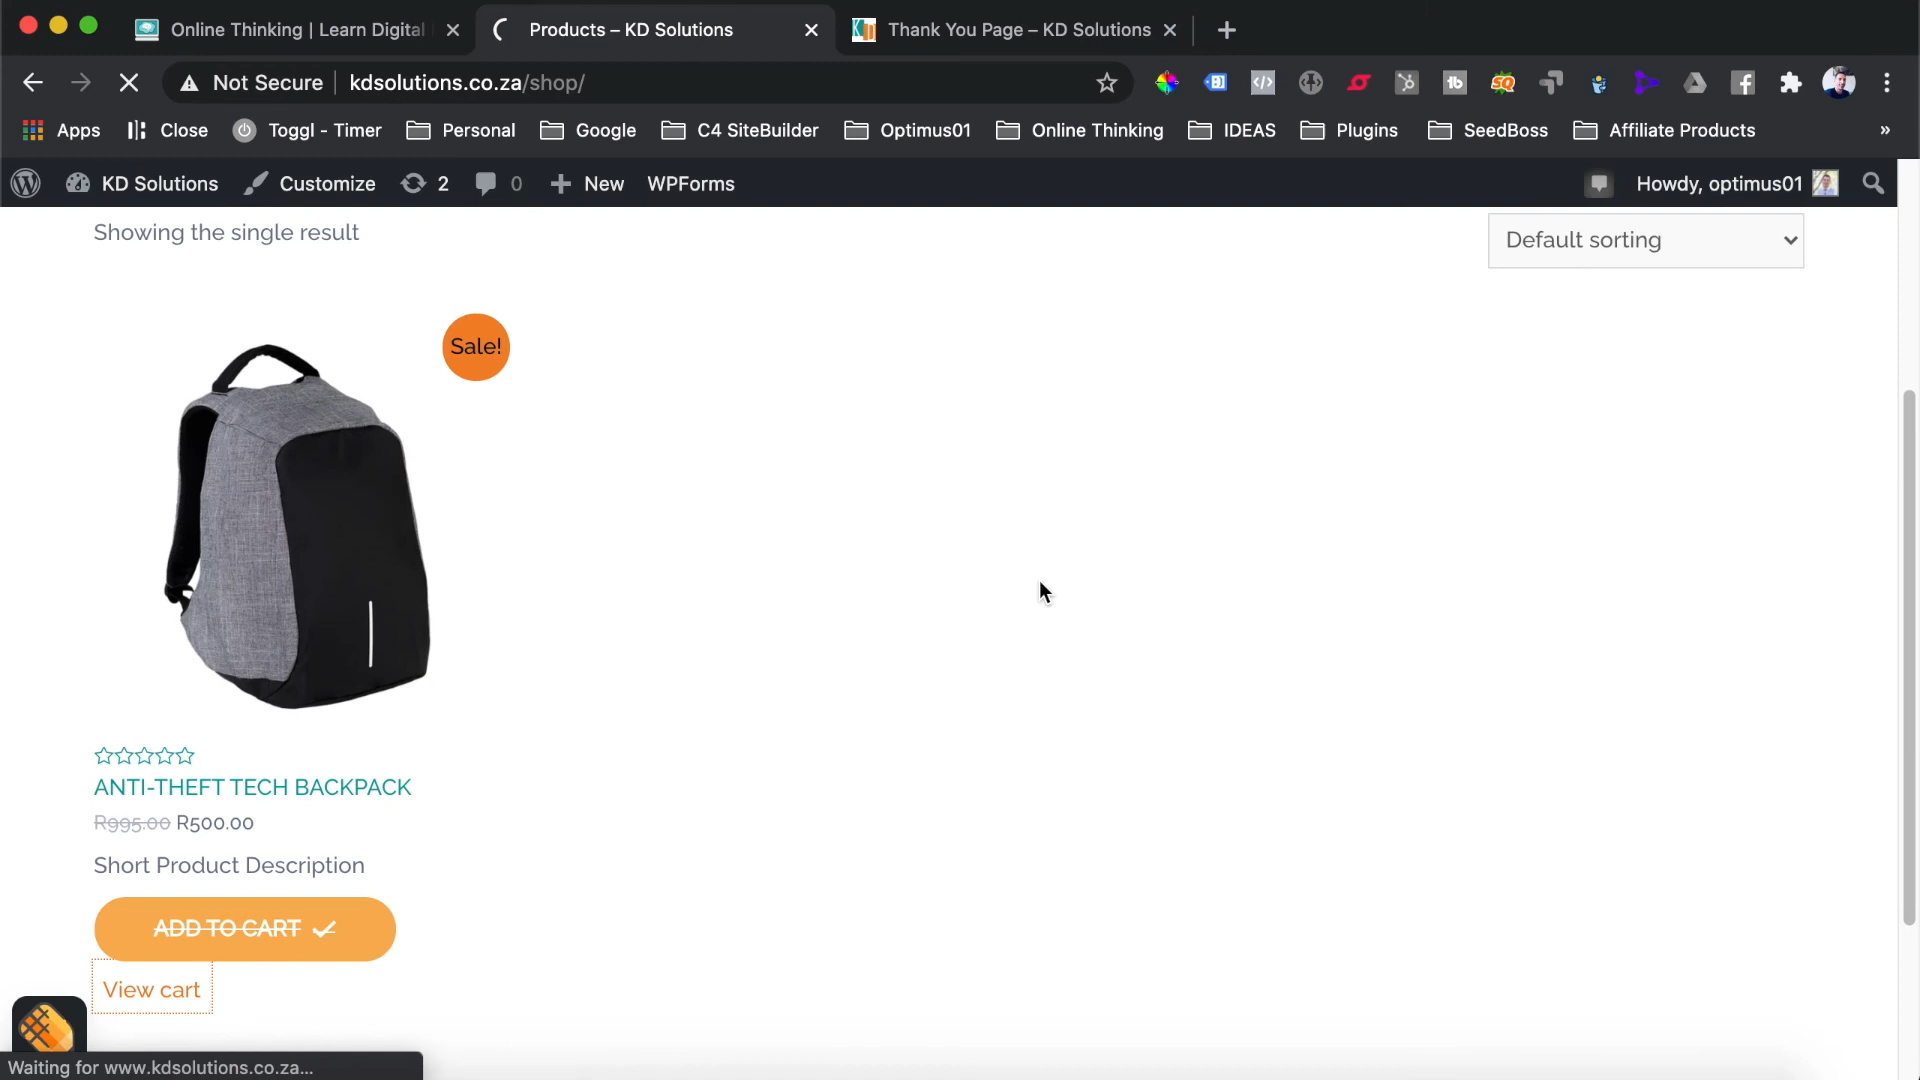 Online Thinking | Learn Digital
Products – KD Solutions
Thank You Page – KD Solutions
Not Secure
kdsolutions.co.za/shop/
Apps
Close
Toggl - Timer
Personal
Google
C4 SiteBuilder
Optimus01
Online Thinking
IDEAS
Plugins
SeedBoss
Affiliate Products
»
KD Solutions
Customize
2
0
New
WPForms
Howdy, optimus01
Showing the single result
Default sorting
Sale!
ANTI-THEFT TECH BACKPACK
R995.00 R500.00
Short Product Description
ADD TO CART
View cart
Waiting for www.kdsolutions.co.za...